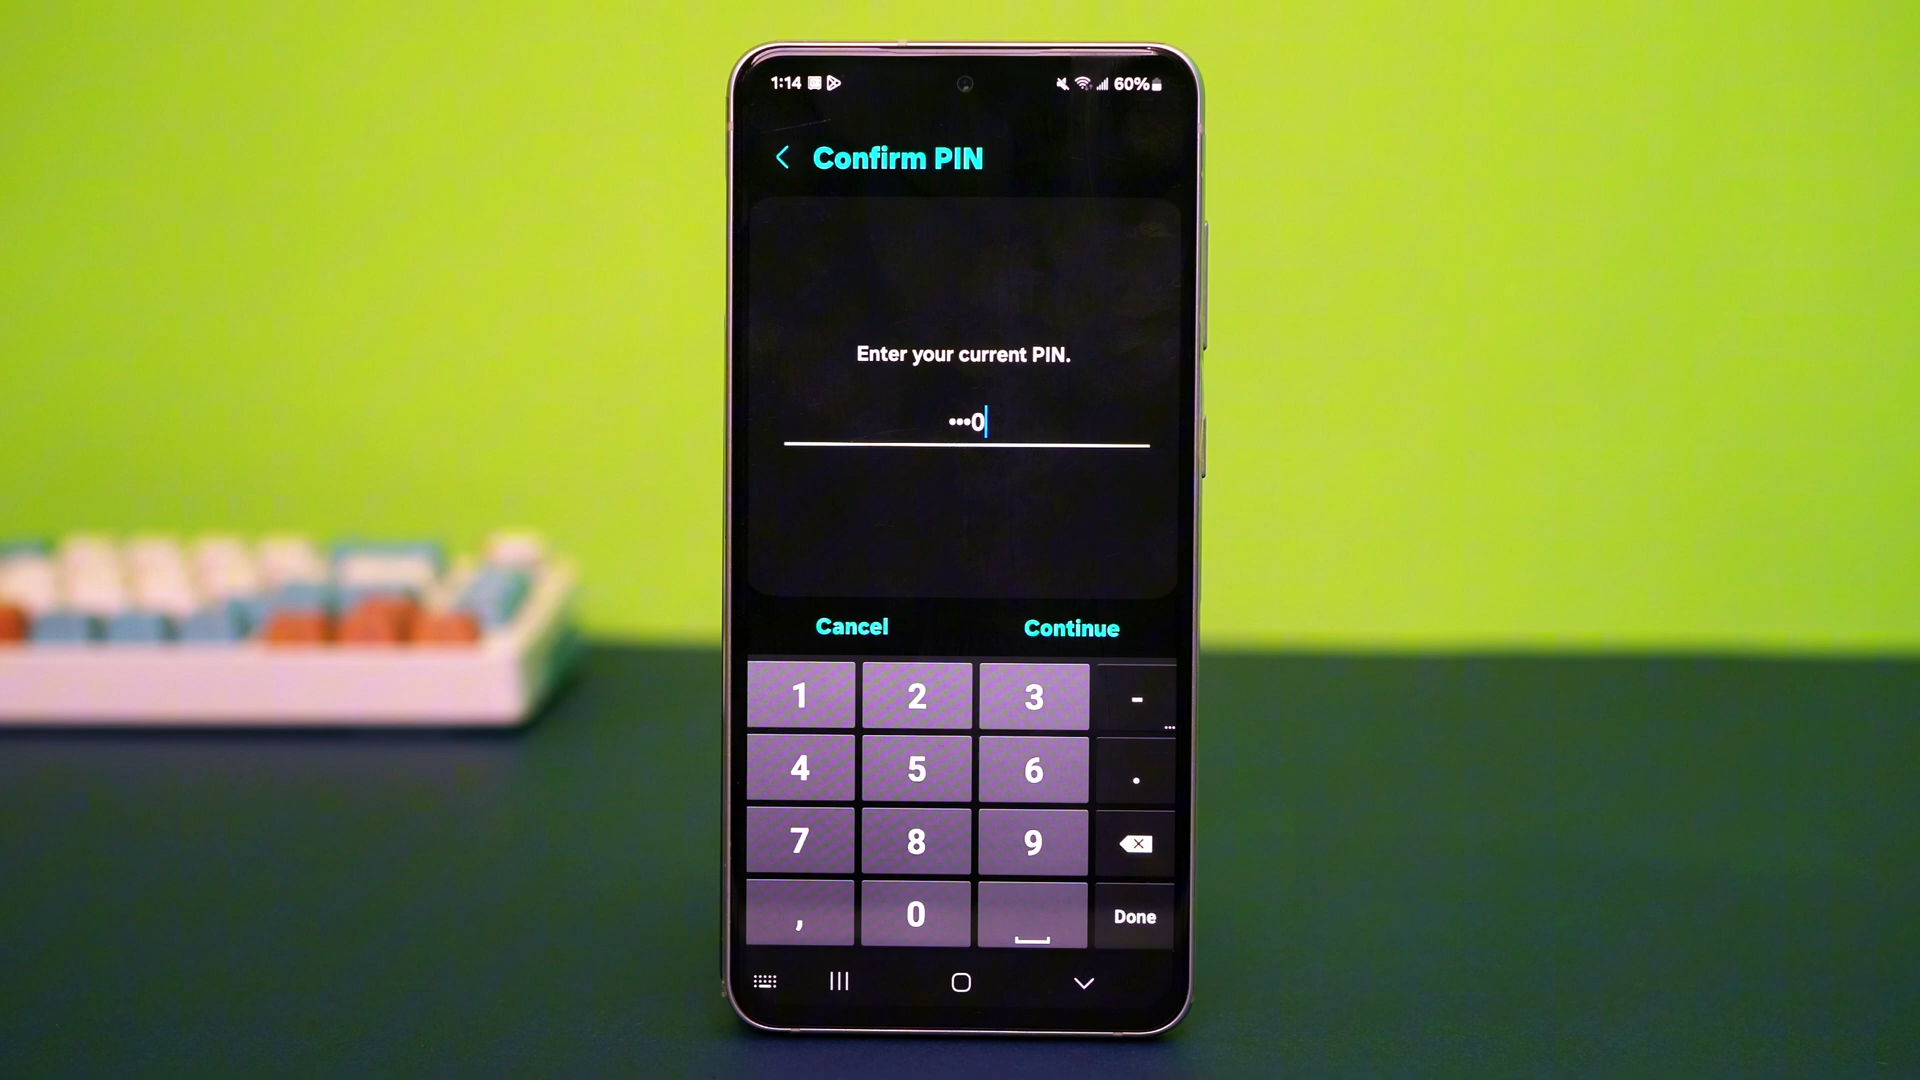 1:14 60%
Confirm PIN
Enter your current PIN.
•••0
Cancel Continue
1 2 3 -
4 5 6 .
7 8 9
, 0 Done